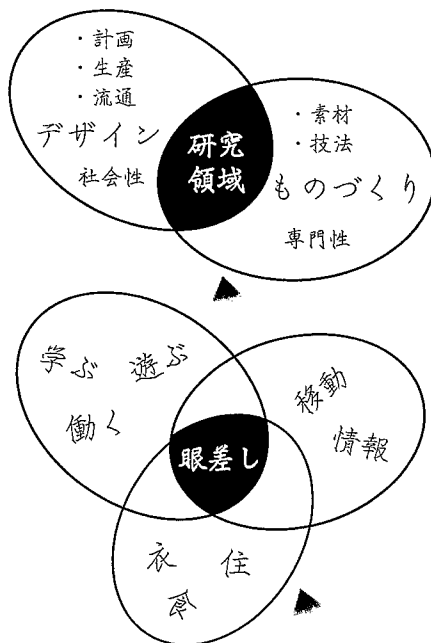 ・計画
・生産
・流通
デザイン
社会性
研究
領域
・素材
・技法
ものづくり
専門性
学ぶ 遊ぶ
働く
移動
情報
眼差し
衣 住
食